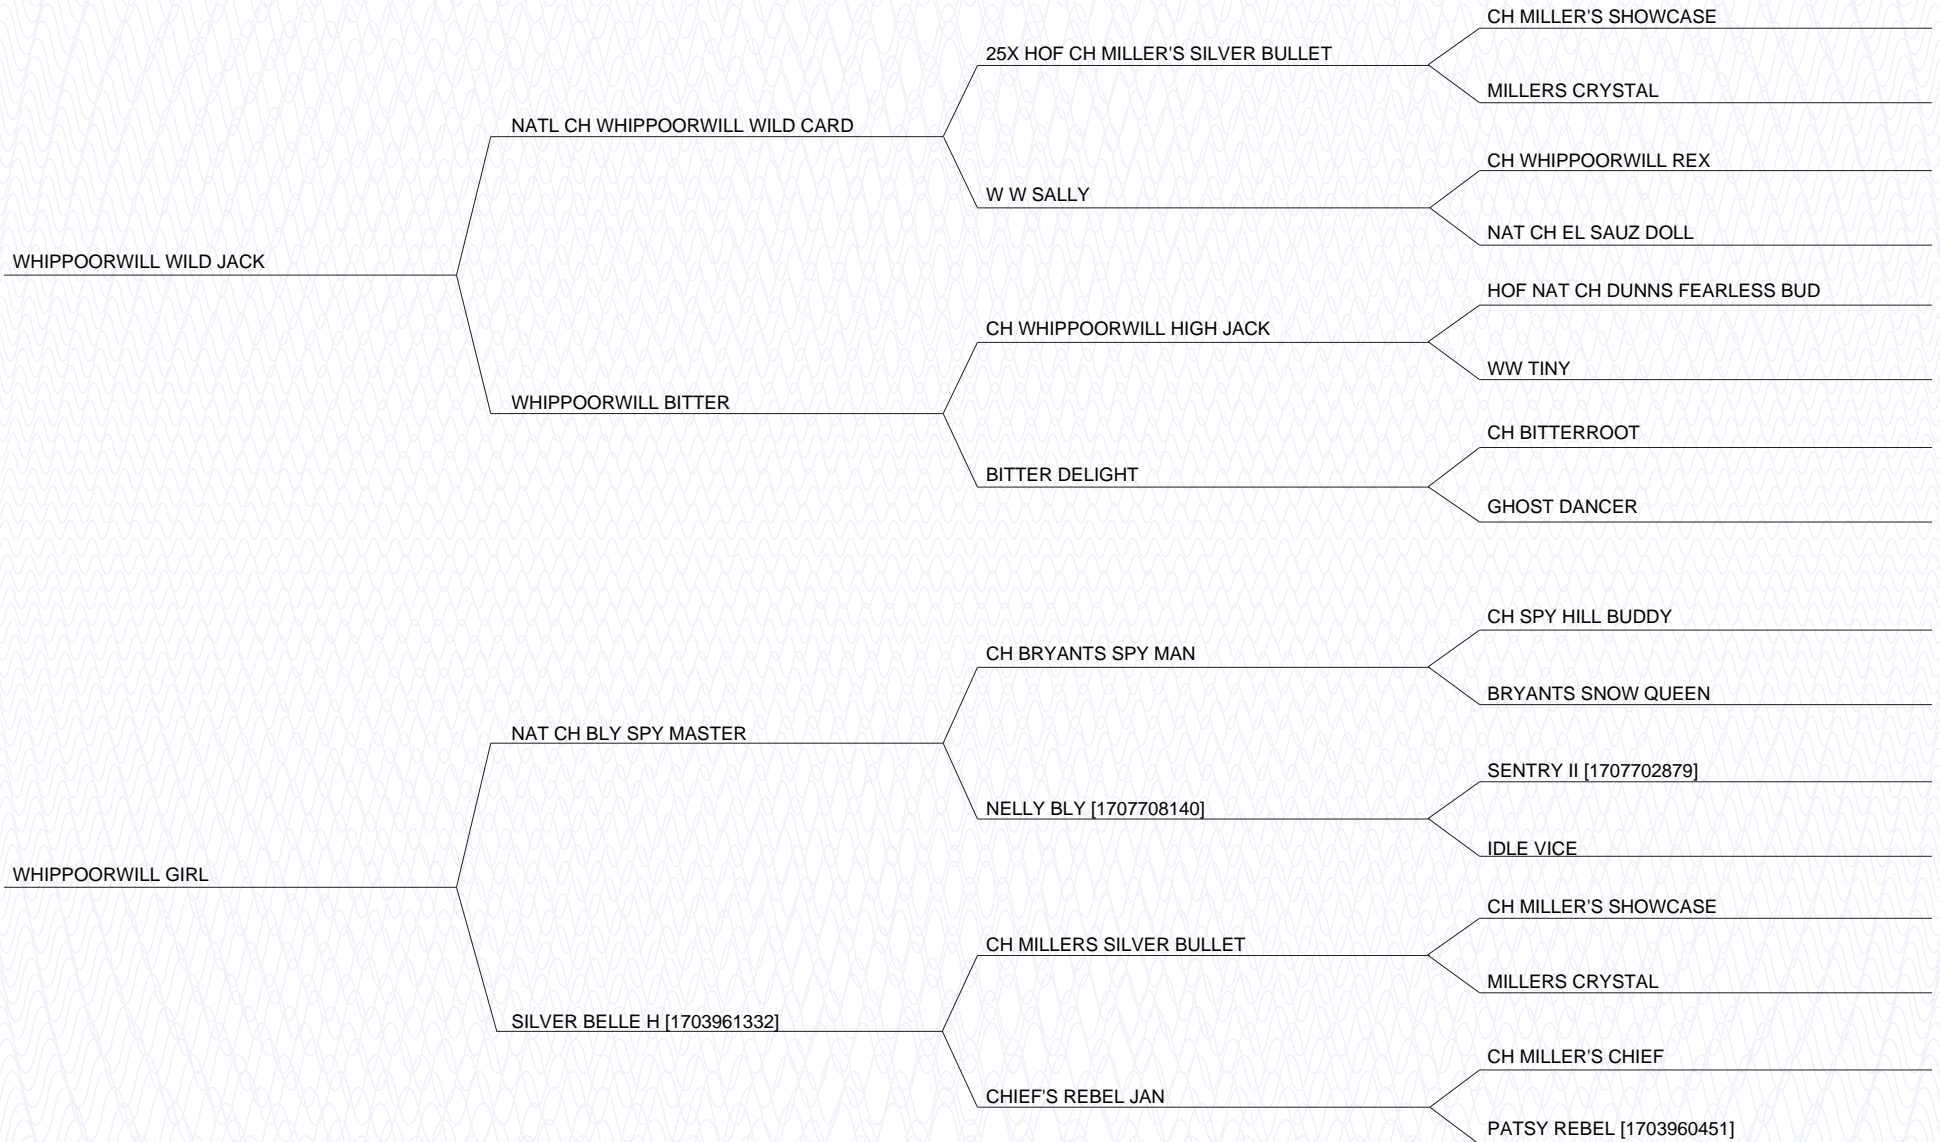 WHIPPOORWILL WILD JACK
NATL CH WHIPPOORWILL WILD CARD
25X HOF CH MILLER'S SILVER BULLET
CH MILLER'S SHOWCASE
MILLERS CRYSTAL
W W SALLY
CH WHIPPOORWILL REX
NAT CH EL SAUZ DOLL
WHIPPOORWILL BITTER
CH WHIPPOORWILL HIGH JACK
HOF NAT CH DUNNS FEARLESS BUD
WW TINY
BITTER DELIGHT
CH BITTERROOT
GHOST DANCER
WHIPPOORWILL GIRL
NAT CH BLY SPY MASTER
CH BRYANTS SPY MAN
CH SPY HILL BUDDY
BRYANTS SNOW QUEEN
NELLY BLY [1707708140]
SENTRY II [1707702879]
IDLE VICE
SILVER BELLE H [1703961332]
CH MILLERS SILVER BULLET
CH MILLER'S SHOWCASE
MILLERS CRYSTAL
CHIEF'S REBEL JAN
CH MILLER'S CHIEF
PATSY REBEL [1703960451]